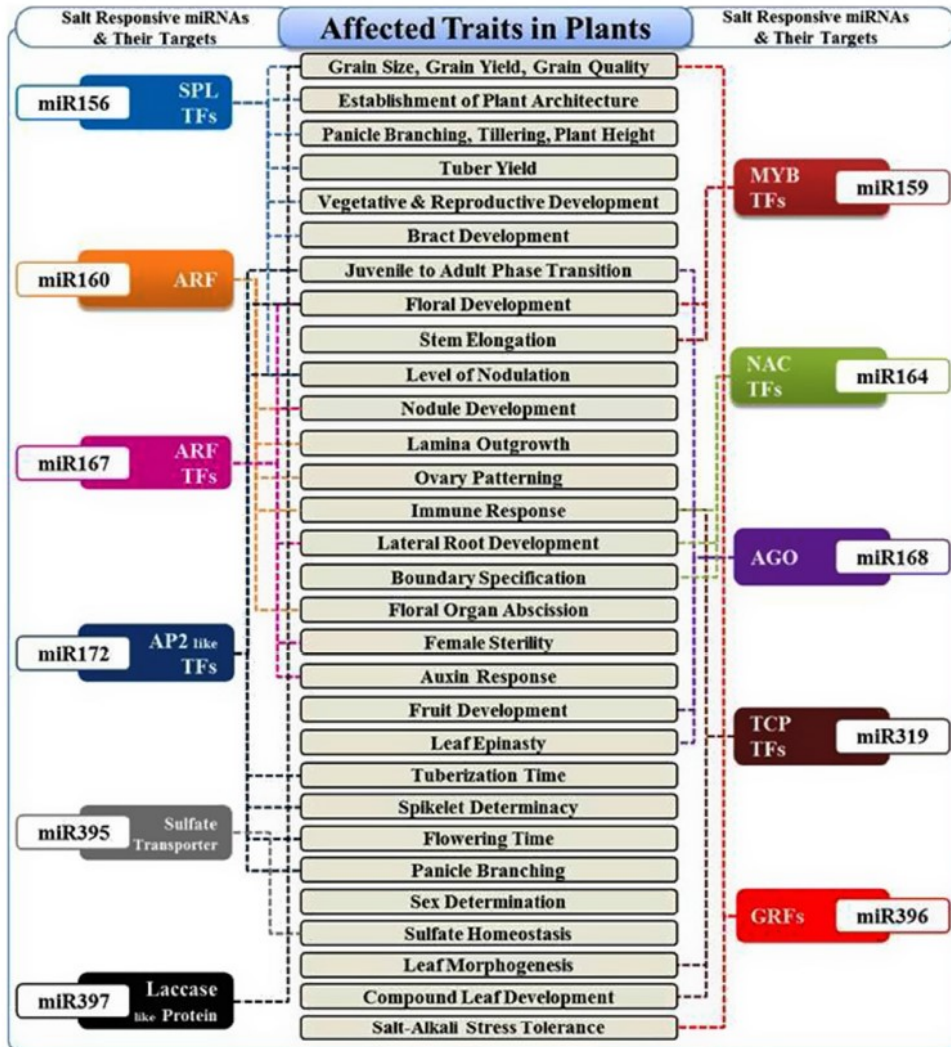 Salt Responsive miRNAs
& Their Targets
Affected Traits in Plants
Salt Responsive miRNAs
& Their Targets
miR156
SPL
TFs
miR160
ARF
miR167
ARF
TFs
miR172
AP2 like
TFs
miR395
Sulfate
Transporter
miR397
Laccase
like Protein
Grain Size, Grain Yield, Grain Quality
Establishment of Plant Architecture
Panicle Branching, Tillering, Plant Height
Tuber Yield
Vegetative & Reproductive Development
Bract Development
Juvenile to Adult Phase Transition
Floral Development
Stem Elongation
Level of Nodulation
Nodule Development
Lamina Outgrowth
Ovary Patterning
Immune Response
Lateral Root Development
Boundary Specification
Floral Organ Abscission
Female Sterility
Auxin Response
Fruit Development
Leaf Epinasty
Tuberization Time
Spikelet Determinacy
Flowering Time
Panicle Branching
Sex Determination
Sulfate Homeostasis
Leaf Morphogenesis
Compound Leaf Development
Salt-Alkali Stress Tolerance
MYB
TFs
miR159
NAC
TFs
miR164
AGO
miR168
TCP
TFs
miR319
GRFs
miR396